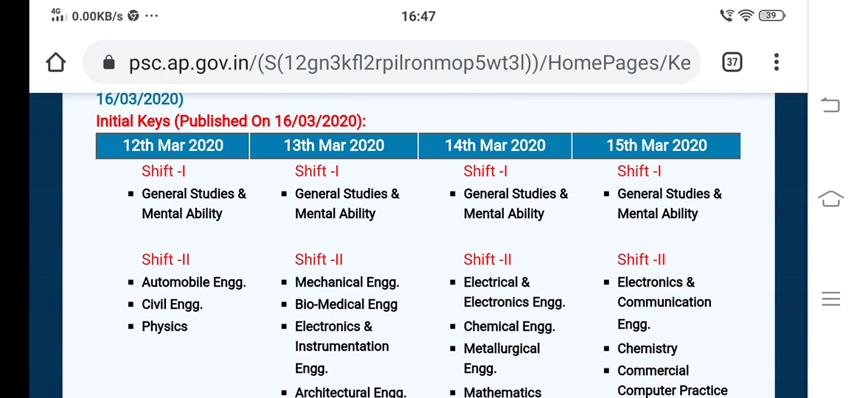 4G 0.00KB/s ...
16:47
39
psc.ap.gov.in/(S(12gn3kfl2rpilronmop5wt3l))/HomePages/Ke
37
16/03/2020)
Initial Keys (Published On 16/03/2020):
12th Mar 2020
Shift -I
General Studies &
Mental Ability
Shift -II
Automobile Engg.
Civil Engg.
Physics
13th Mar 2020
Shift -I
General Studies &
Mental Ability
Shift -II
Mechanical Engg.
Bio-Medical Engg
Electronics &
Instrumentation
Engg.
Architectural Engg.
14th Mar 2020
Shift -I
General Studies &
Mental Ability
Shift -II
Electrical &
Electronics Engg.
Chemical Engg.
Metallurgical
Engg.
Mathematics
15th Mar 2020
Shift -I
General Studies &
Mental Ability
Shift -II
Electronics &
Communication
Engg.
Chemistry
Commercial
Computer Practice